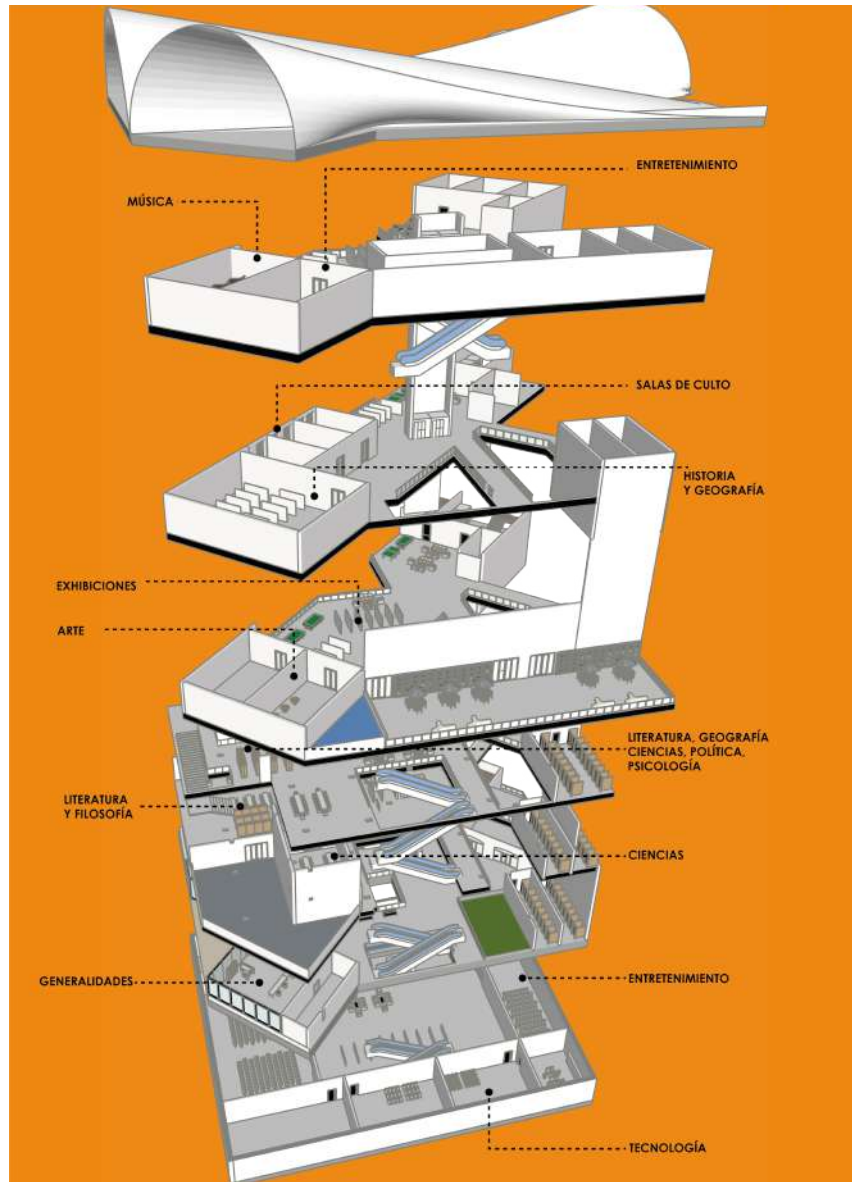 ENTRETENIMIENTO
MÚSICA
SALAS DE CULTO
HISTORIA
Y GEOGRAFÍA
EXHIBICIONES
ARTE
LITERATURA, GEOGRAFÍA
CIENCIAS, POLÍTICA,
PSICOLOGÍA
LITERATURA
Y FILOSOFÍA
CIENCIAS
GENERALIDADES
ENTRETENIMIENTO
TECNOLOGÍA